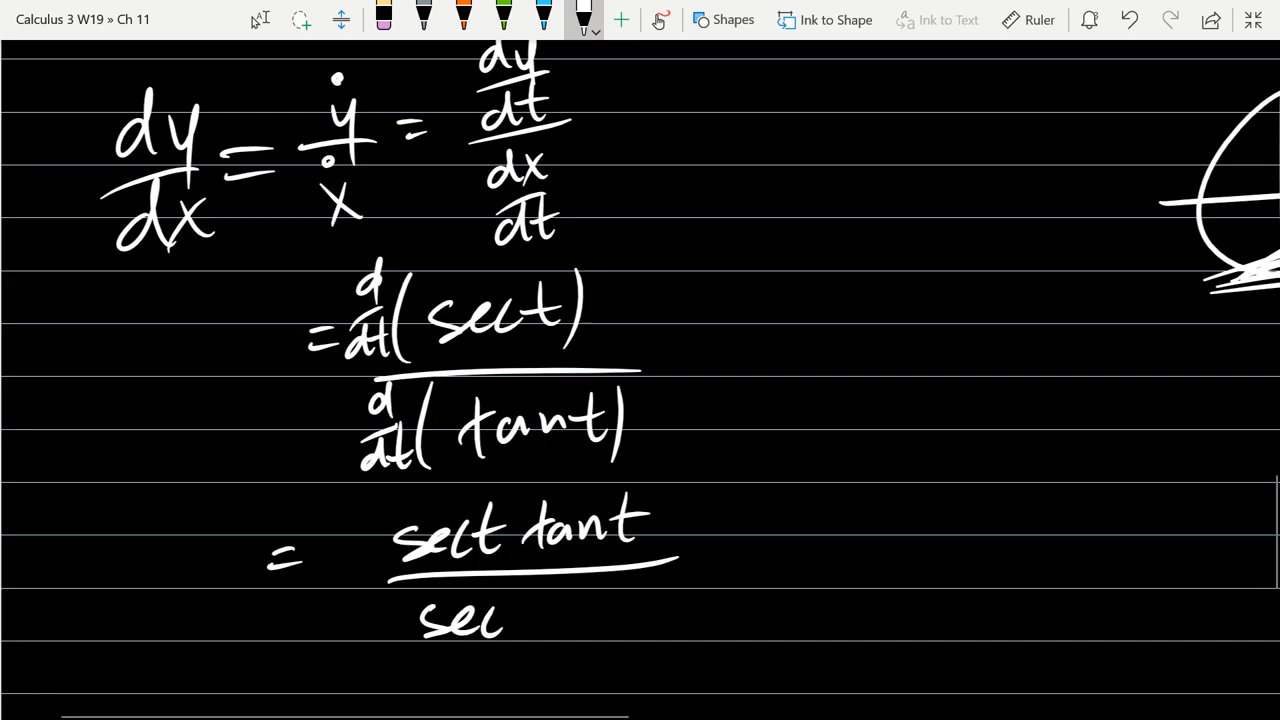 Calculus 3 W19 » Ch 11
Shapes
Ink to Shape
Ink to Text
Ruler
dy/dx = ẏ/ẋ = (dy/dt)/(dx/dt)
= d/dt(sect) / d/dt(tant)
= sect tant / sec